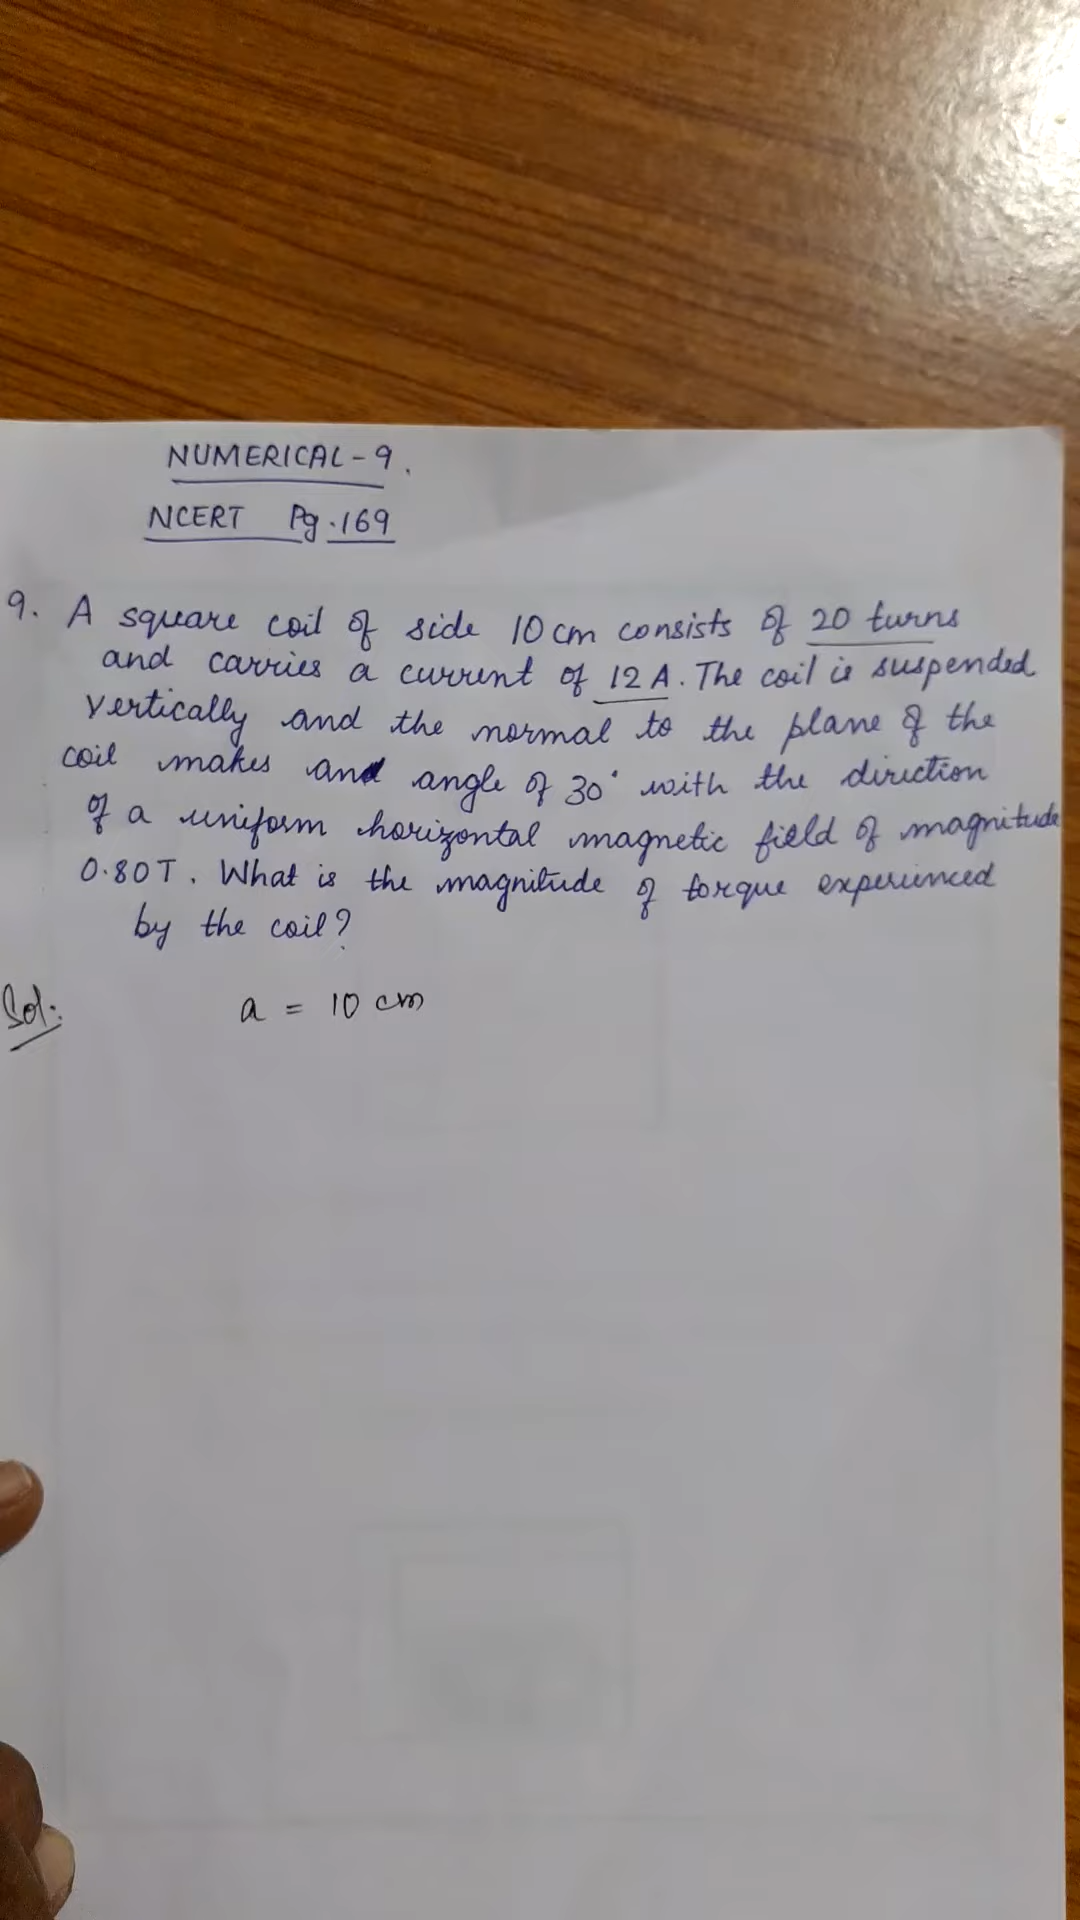 NUMERICAL-9.
NCERT Pg.169
9. A square coil of side 10 cm consists of 20 turns
and carries a current of 12 A. The coil is suspended
vertically and the normal to the plane of the
coil makes and angle of 30° with the direction
of a uniform horizontal magnetic field of magnitude
0.80T. What is the magnitude of torque experienced
by the coil?
Sol:
a = 10 cm